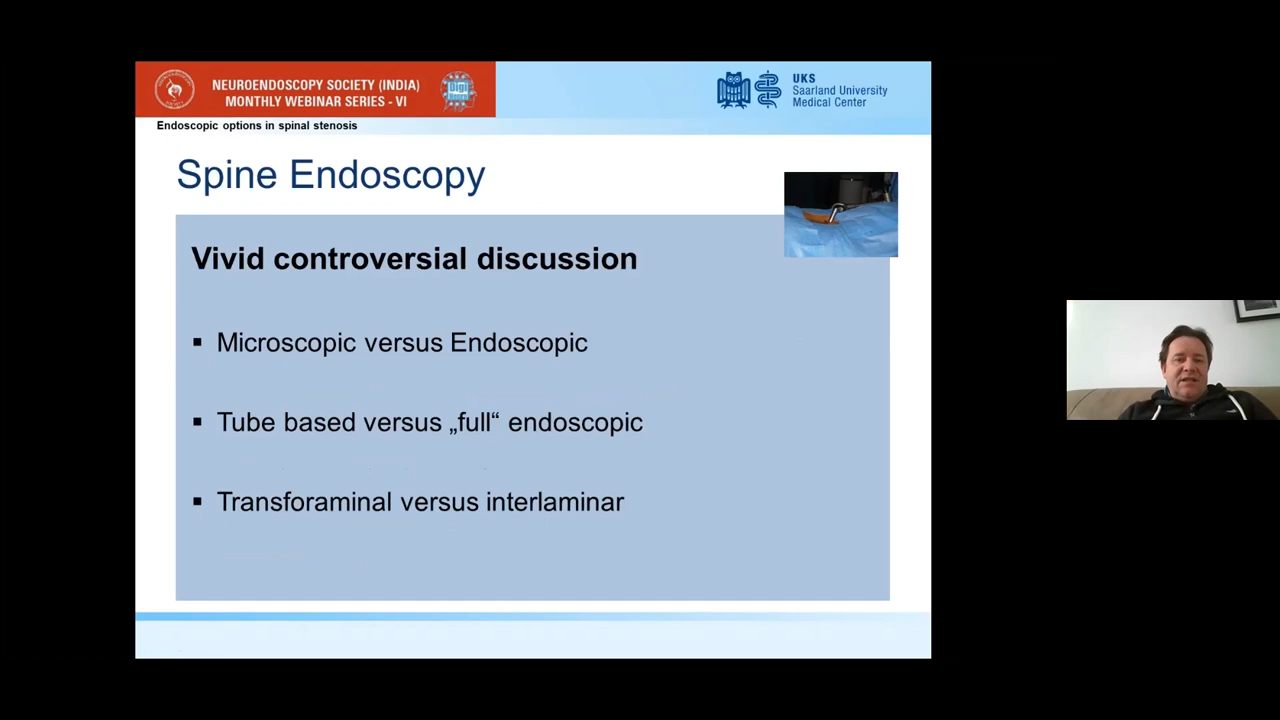 NEUROENDOSCOPY SOCIETY (INDIA)
MONTHLY WEBINAR SERIES - VI
Digi
UKS
Saarland University
Medical Center
Endoscopic options in spinal stenosis
Spine Endoscopy
Vivid controversial discussion
▪ Microscopic versus Endoscopic
▪ Tube based versus „full“ endoscopic
▪ Transforaminal versus interlaminar